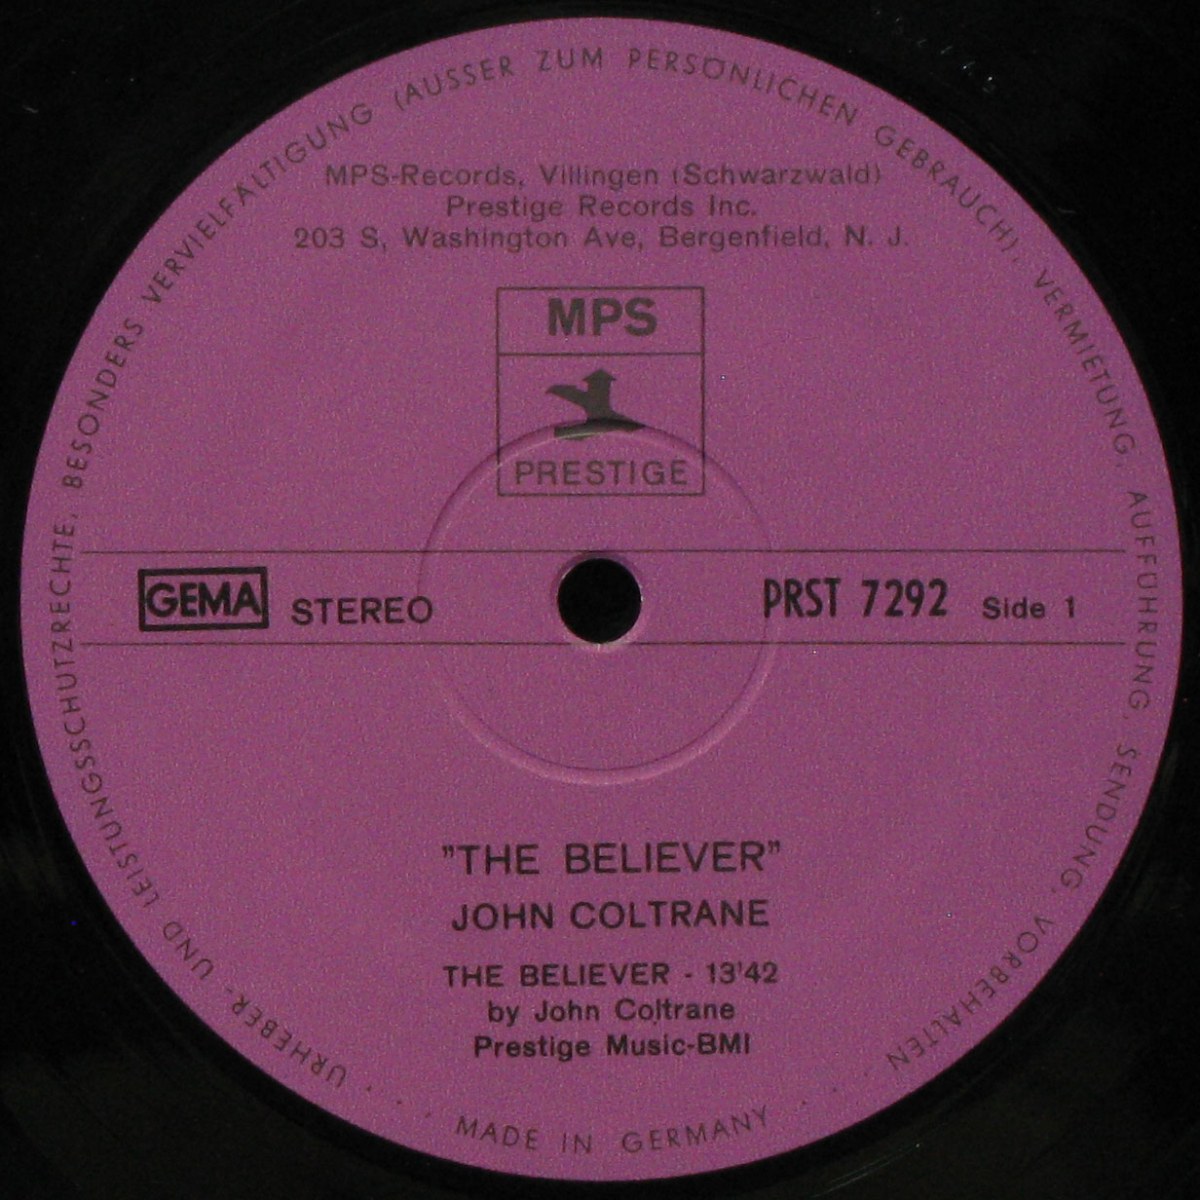 URHEBER- UND LEISTUNGSSCHUTZRECHTE, BESONDERS VERVIELFÄLTIGUNG (AUSSER ZUM PERSÖNLICHEN GEBRAUCH), VERMIETUNG, AUFFÜHRUNG, SENDUNG, VORBEHALTEN
MPS-Records, Villingen (Schwarzwald)
Prestige Records Inc.
203 S, Washington Ave, Bergenfield, N. J.
MPS
PRESTIGE
GEMA STEREO PRST 7292 Side 1
"THE BELIEVER"
JOHN COLTRANE
THE BELIEVER - 13'42
by John Coltrane
Prestige Music-BMI
MADE IN GERMANY